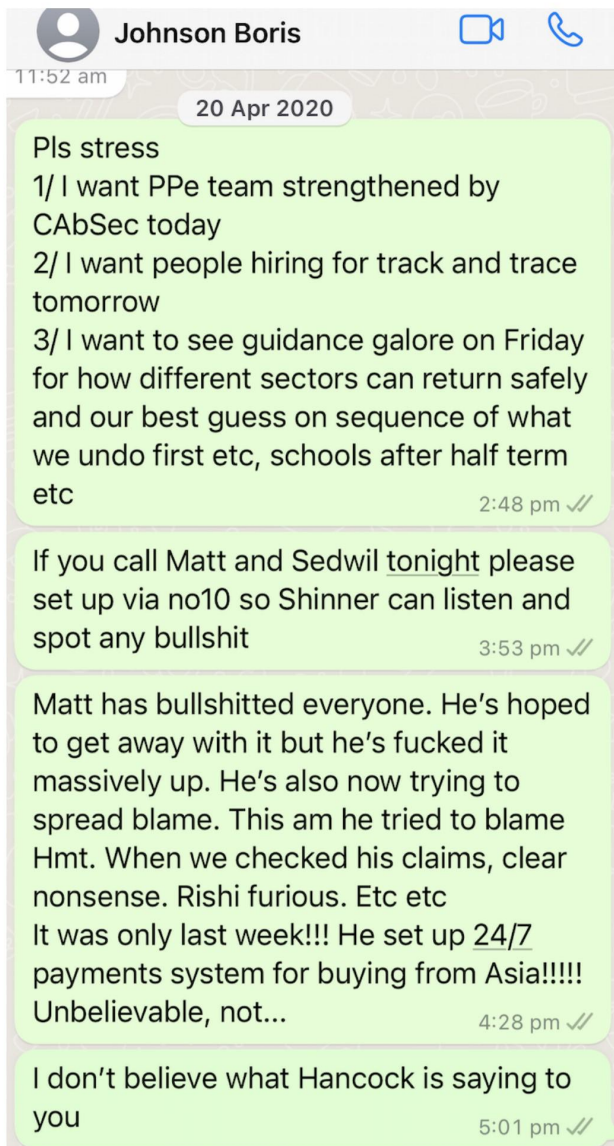 Johnson Boris
11:52 am
20 Apr 2020
Pls stress
1/ I want PPe team strengthened by
CAbSec today
2/ I want people hiring for track and trace
tomorrow
3/ I want to see guidance galore on Friday
for how different sectors can return safely
and our best guess on sequence of what
we undo first etc, schools after half term
etc
2:48 pm
If you call Matt and Sedwil tonight please
set up via no10 so Shinner can listen and
spot any bullshit
3:53 pm
Matt has bullshitted everyone. He’s hoped
to get away with it but he’s fucked it
massively up. He’s also now trying to
spread blame. This am he tried to blame
Hmt. When we checked his claims, clear
nonsense. Rishi furious. Etc etc
It was only last week!!! He set up 24/7
payments system for buying from Asia!!!!!
Unbelievable, not...
4:28 pm
I don’t believe what Hancock is saying to
you
5:01 pm